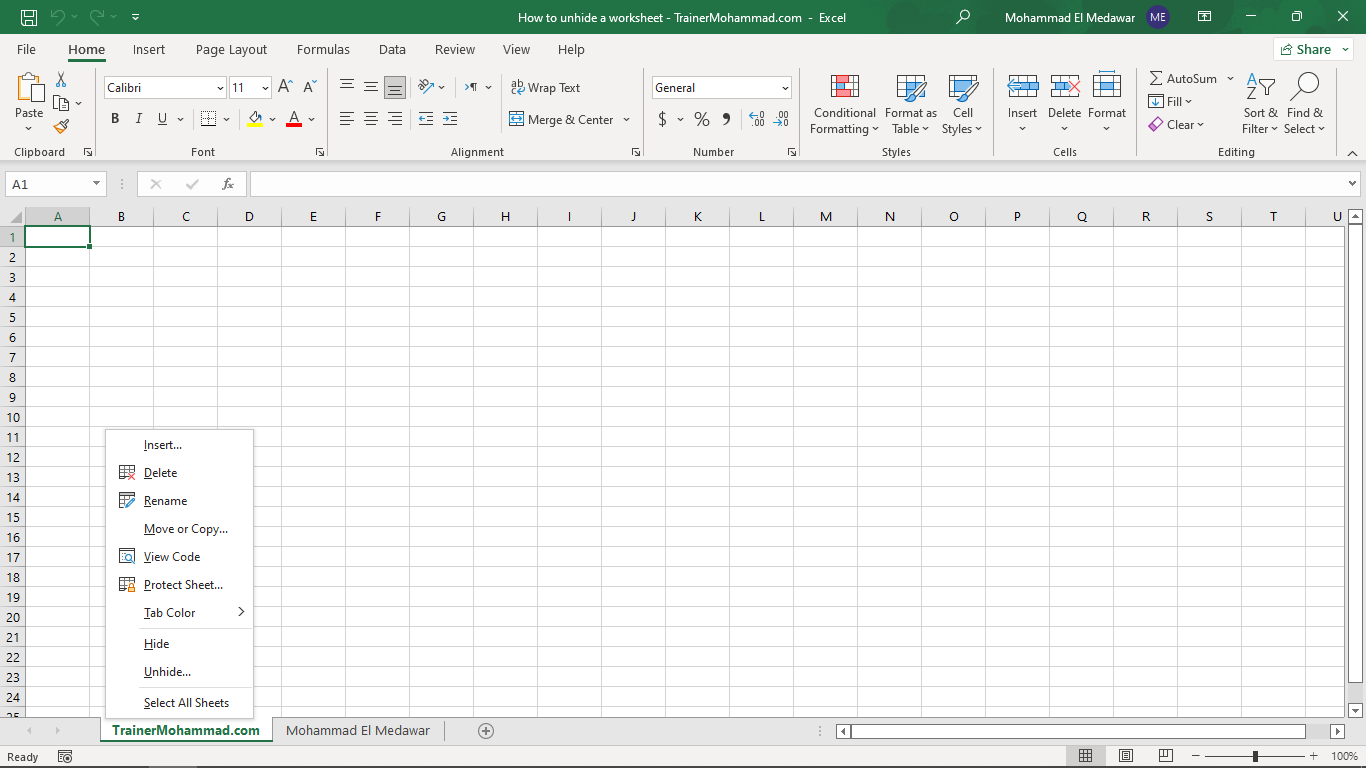 How to unhide a worksheet - TrainerMohammad.com - Excel
Mohammad El Medawar ME
File Home Insert Page Layout Formulas Data Review View Help Share
Paste
Calibri 11
B I U A
Wrap Text
Merge & Center
General
$ % 9
Conditional Formatting
Format as Table
Cell Styles
Insert Delete Format
AutoSum
Fill
Clear
Sort & Filter
Find & Select
Clipboard Font Alignment Number Styles Cells Editing
A1 fx
A B C D E F G H I J K L M N O P Q R S T U
1
2
3
4
5
6
7
8
9
10
11
12
13
14
15
16
17
18
19
20
21
22
23
24
25
Insert...
Delete
Rename
Move or Copy...
View Code
Protect Sheet...
Tab Color
Hide
Unhide...
Select All Sheets
TrainerMohammad.com Mohammad El Medawar
Ready 100%